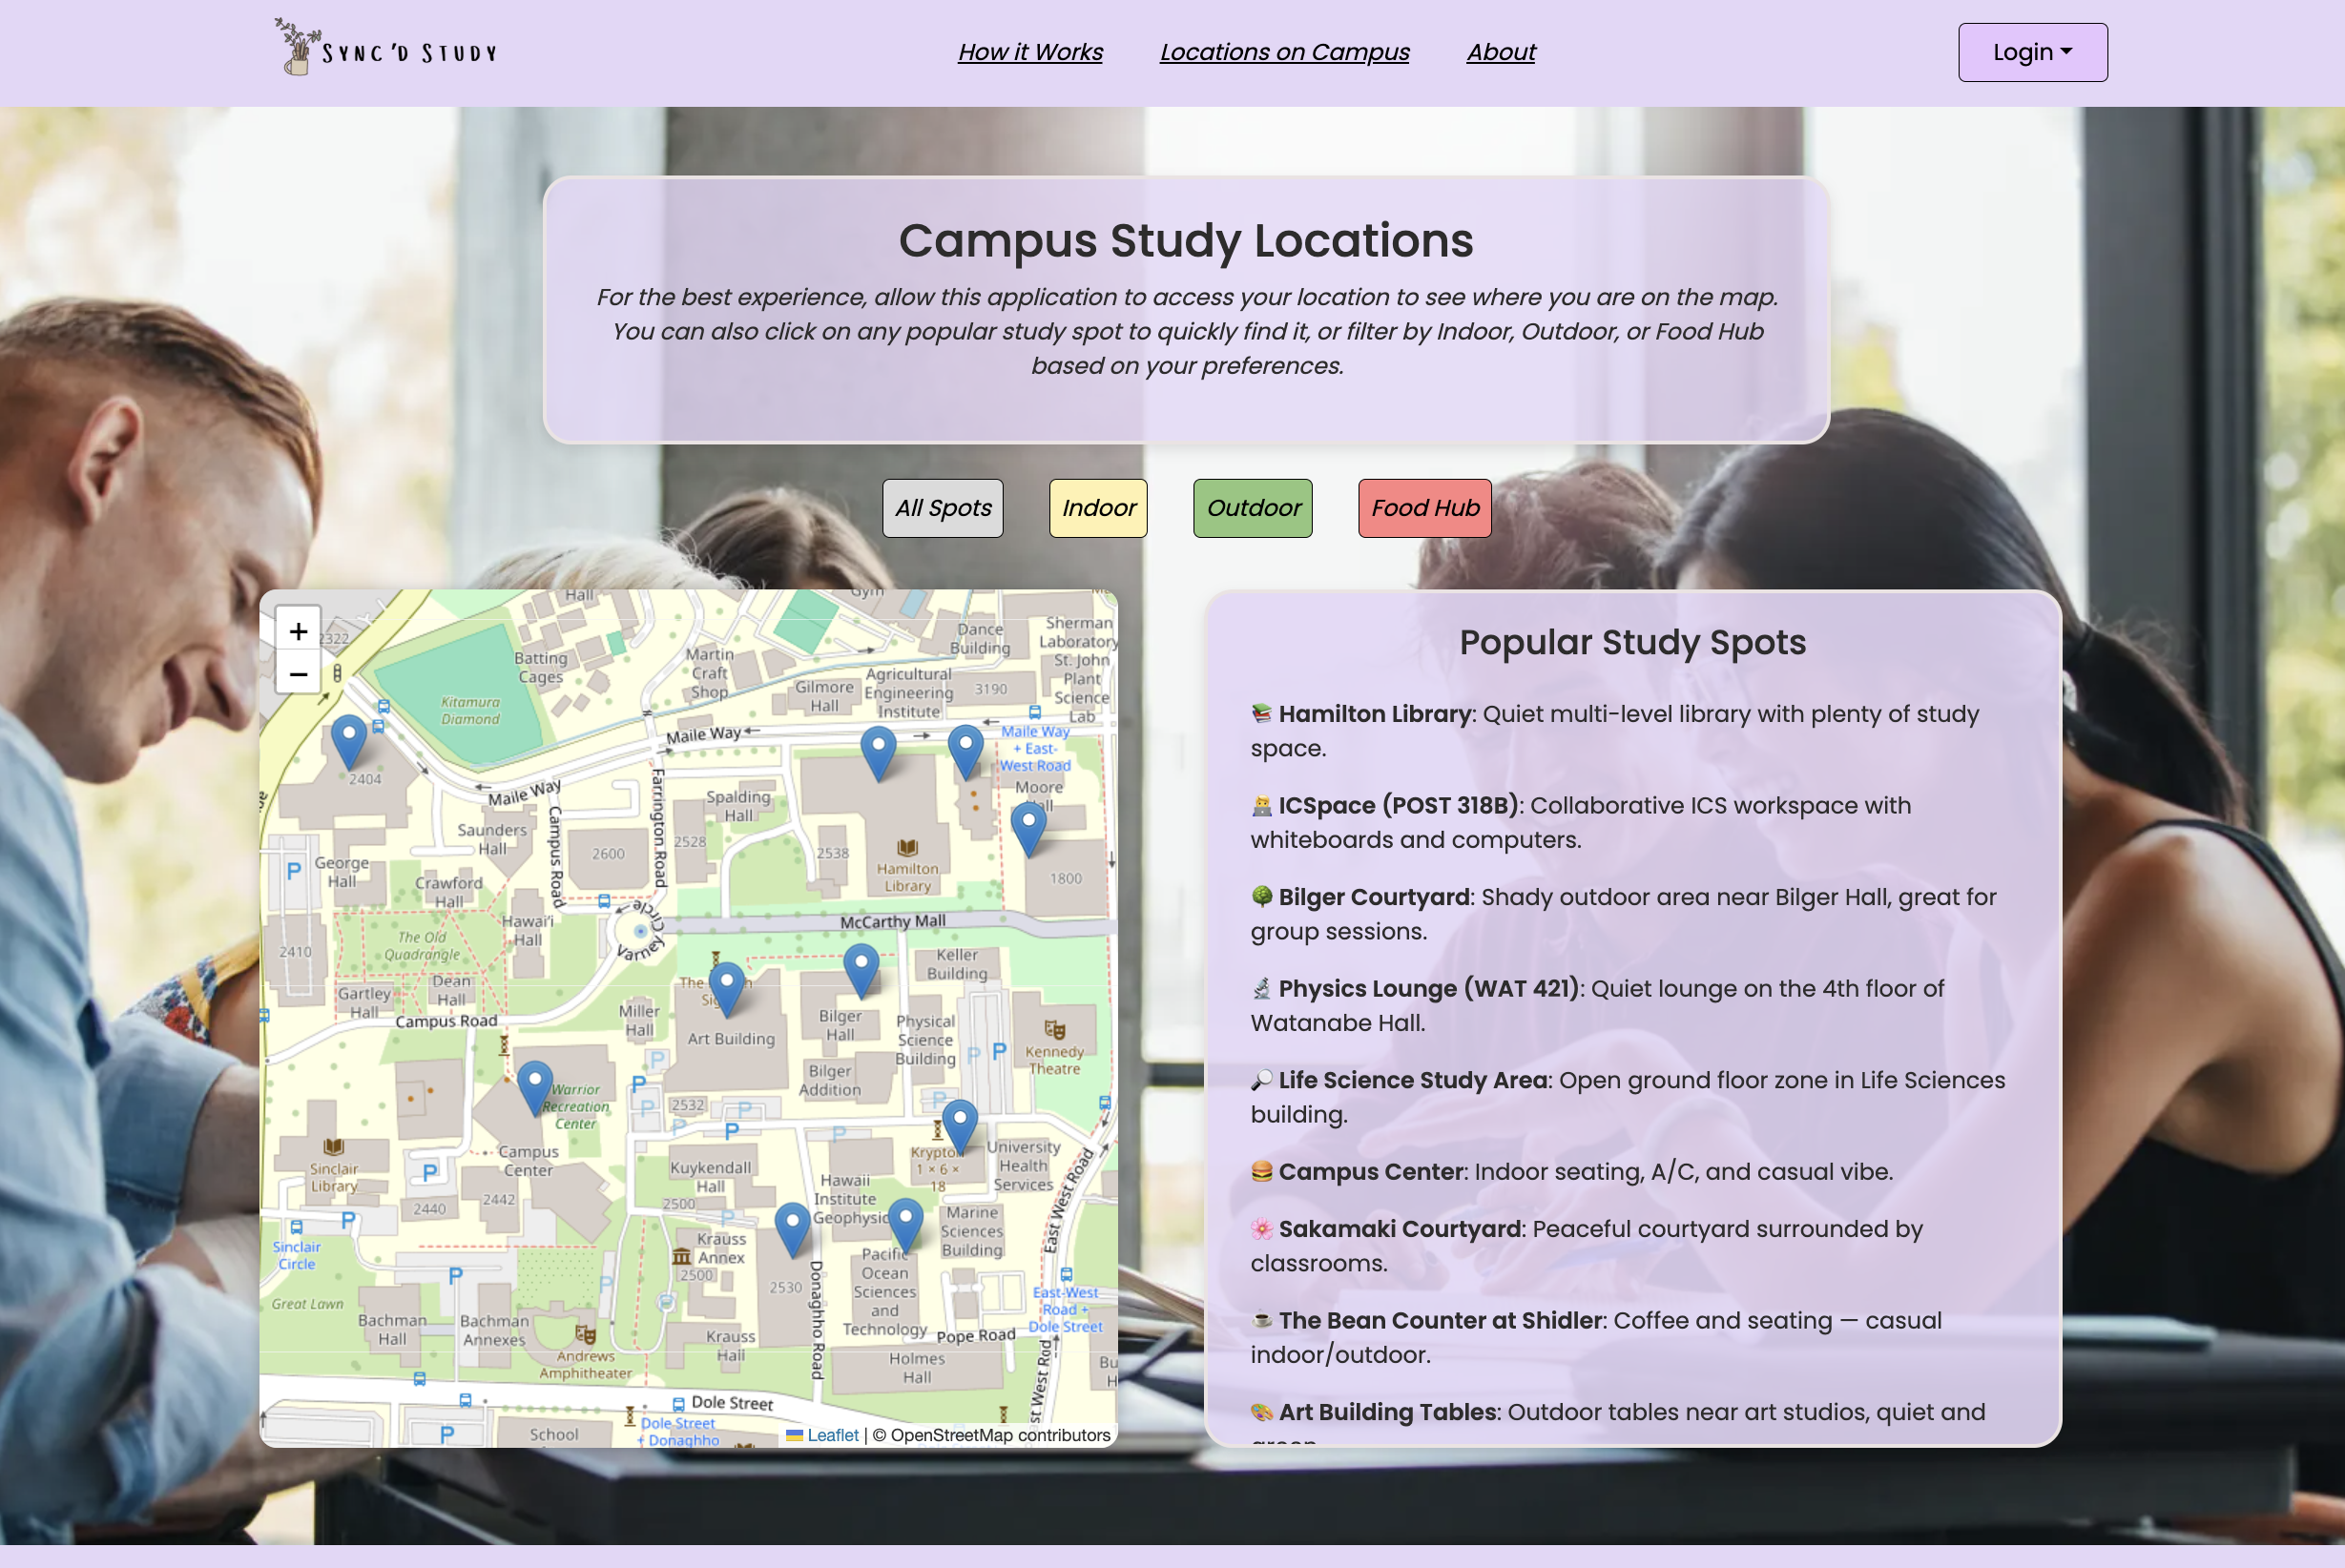 SYNC'D STUDY
How it Works
Locations on Campus
About
Login
Campus Study Locations
For the best experience, allow this application to access your location to see where you are on the map.
You can also click on any popular study spot to quickly find it, or filter by Indoor, Outdoor, or Food Hub
based on your preferences.
All Spots
Indoor
Outdoor
Food Hub
+
−
2322
Hall
Gym
Batting
Cages
Kitamura
Diamond
Martin
Craft
Shop
Gilmore
Hall
Agricultural
Engineering
Institute
Dance
Building
3190
Sherman
Laboratory
St. John
Plant
Science
Lab
Maile Way
Maile Way
+ East-
West Road
2404
Maile Way
Campus Road
Farrington Road
Spalding
Hall
Moore
Saunders
Hall
2600
2528
2538
Hamilton
Library
1800
P
George
Hall
Crawford
Hall
Hawai'i
Hall
Varney Circle
McCarthy Mall
2410
The Old
Quadrangle
Gartley
Hall
Dean
Hall
Campus Road
Miller
Hall
Art Building
Bilger
Hall
Keller
Building
Physical
Science
Building
Kennedy
Theatre
Bilger
Addition
P
P
P
P
Warrior
Recreation
Center
P
P
2532
P
P
P
P
P
Sinclair
Library
Campus
Center
P
2442
2440
P
Kuykendall
Hall
2500
P
Hawaii
Institute
1 × 6 ×
18
University
Health
Services
Sinclair
Circle
Great Lawn
P
P
Krauss
Annex
2500
2530
Pacific
Ocean
Sciences
and
Technology
Marine
Sciences
Building
East West Road
East-West
Road +
Dole Street
Bachman
Hall
Bachman
Annexes
Andrews
Amphitheater
Krauss
Hall
Donaghho Road
Pope Road
Holmes
Hall
Dole Street
P
School
Dole Street
+ Donaghho
Leaflet | © OpenStreetMap contributors
Popular Study Spots
📚 Hamilton Library: Quiet multi-level library with plenty of study
space.
🧑‍💻 ICSpace (POST 318B): Collaborative ICS workspace with
whiteboards and computers.
🌳 Bilger Courtyard: Shady outdoor area near Bilger Hall, great for
group sessions.
🔬 Physics Lounge (WAT 421): Quiet lounge on the 4th floor of
Watanabe Hall.
🔎 Life Science Study Area: Open ground floor zone in Life Sciences
building.
🍔 Campus Center: Indoor seating, A/C, and casual vibe.
🌸 Sakamaki Courtyard: Peaceful courtyard surrounded by
classrooms.
☕ The Bean Counter at Shidler: Coffee and seating — casual
indoor/outdoor.
🎨 Art Building Tables: Outdoor tables near art studios, quiet and